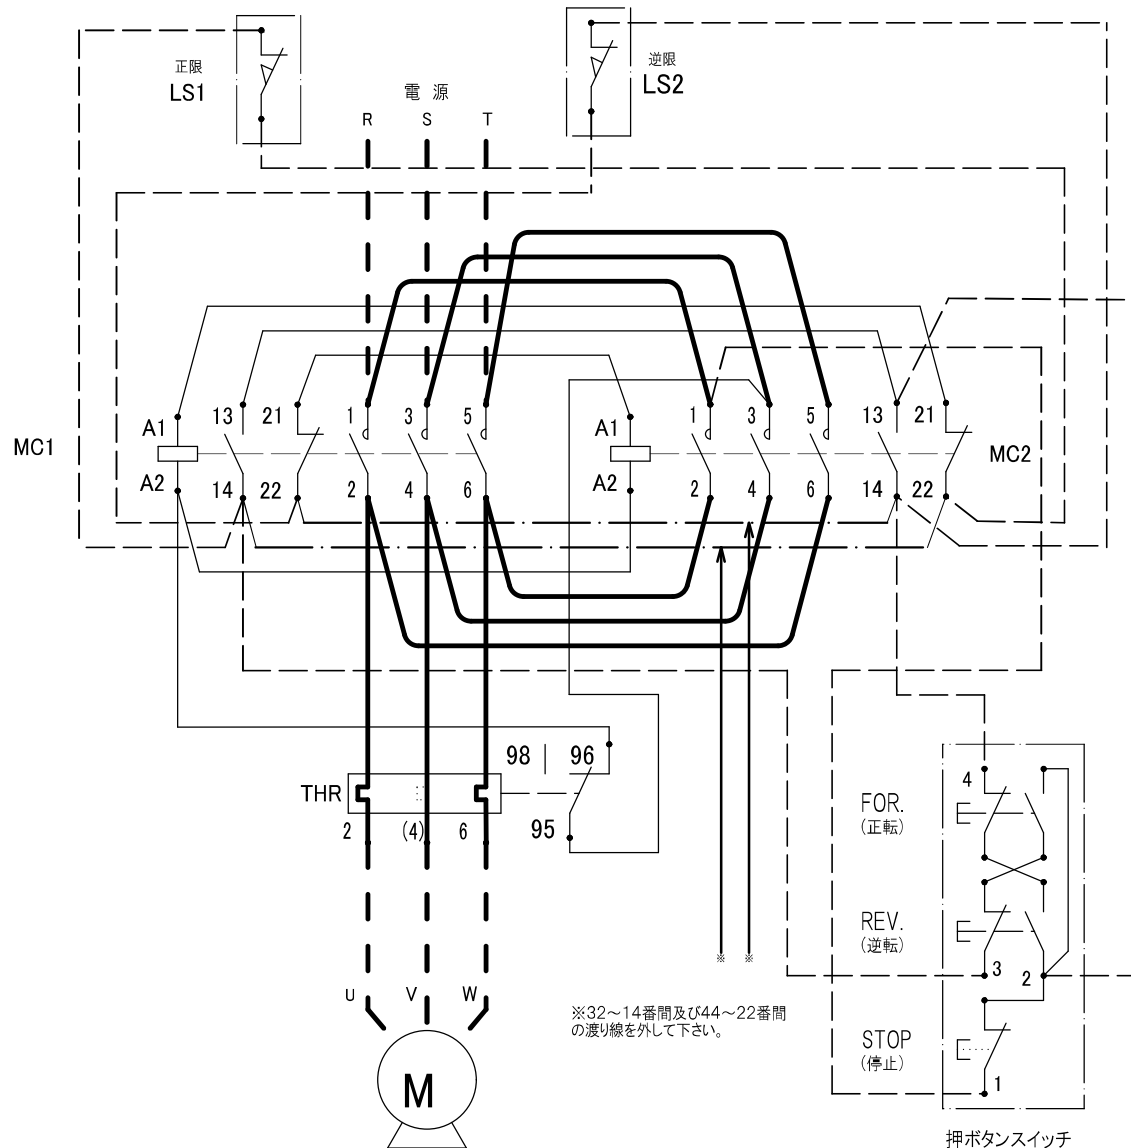 正限
LS1
逆限
LS2
電 源
R S T
13 21 1 3 5 1 3 5 13 21
A1 A1
MC1 MC2
A2 A2
14 22 2 4 6 2 4 6 14 22
98 96
THR
2 (4) 6 95
4
FOR.
(正転)
REV.
(逆転)
3 2
※ ※
U V W
※32～14番間及び44～22番間
の渡り線を外して下さい。
STOP
(停止)
1
M
押ボタンスイッチ